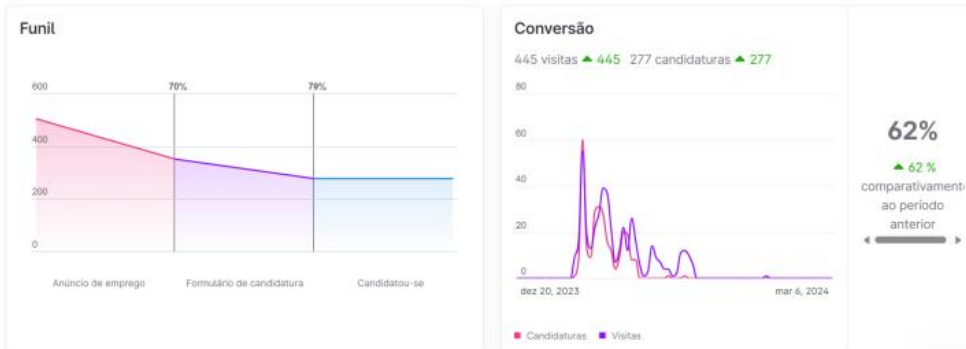 Funil
600
70%
79%
400
200
0
Anúncio de emprego
Formulário de candidatura
Candidatou-se
Conversão
445 visitas ▲ 445 277 candidaturas ▲ 277
80
60
40
20
0
dez 20, 2023
mar 6, 2024
Candidaturas
Visitas
62%
▲ 62 %
comparativamente
ao período
anterior